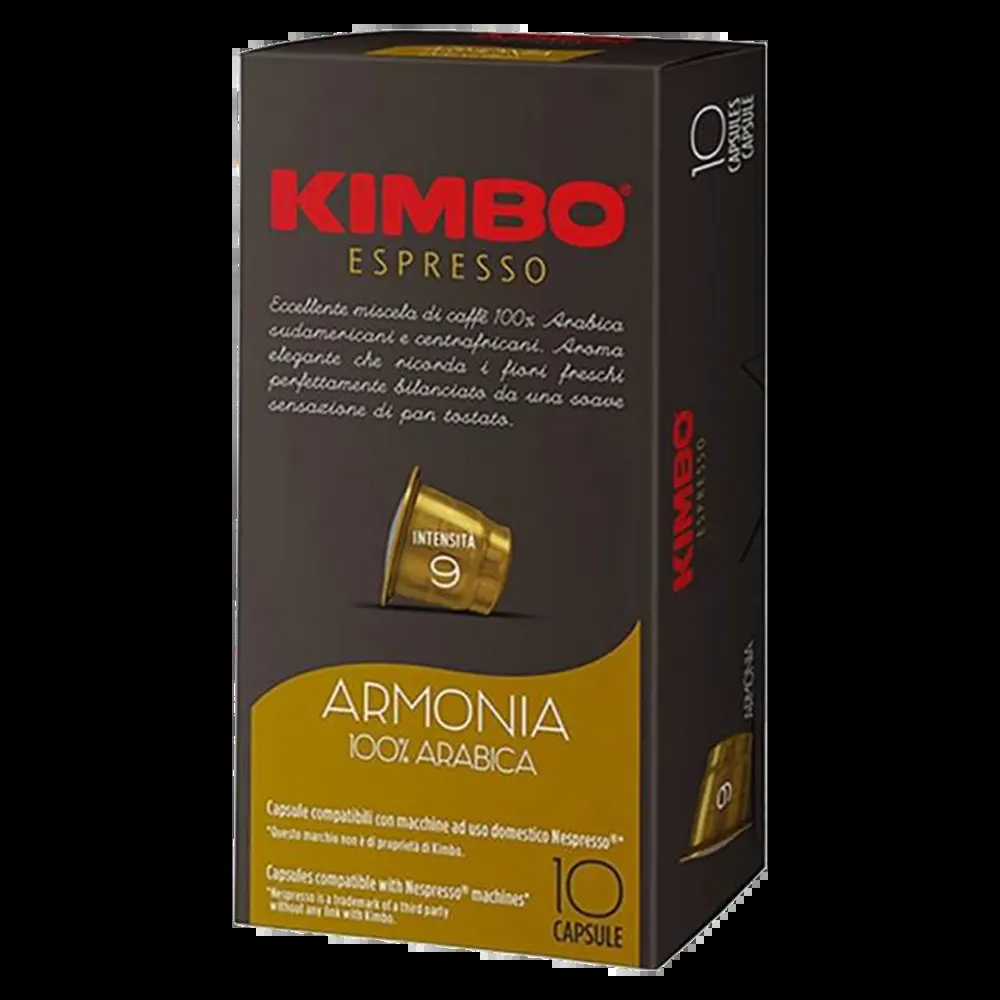 KIMBO®
ESPRESSO
Eccellente miscela di caffè 100% Arabica
sudamericani e centrafricani. Aroma
elegante che ricorda i fiori freschi
perfettamente bilanciato da una soave
sensazione di pan tostato.
INTENSITÀ
9
ARMONIA
100% ARABICA
Capsule compatibili con macchine ad uso domestico Nespresso®*
*Questo marchio non è di proprietà di Kimbo.
Capsules compatible with Nespresso® machines*
*Nespresso is a trademark of a third party
without any link with Kimbo.
10
CAPSULE
10
CAPSULES
CAPSULE
KIMBO
ESPRESSO
ARMONIA
9